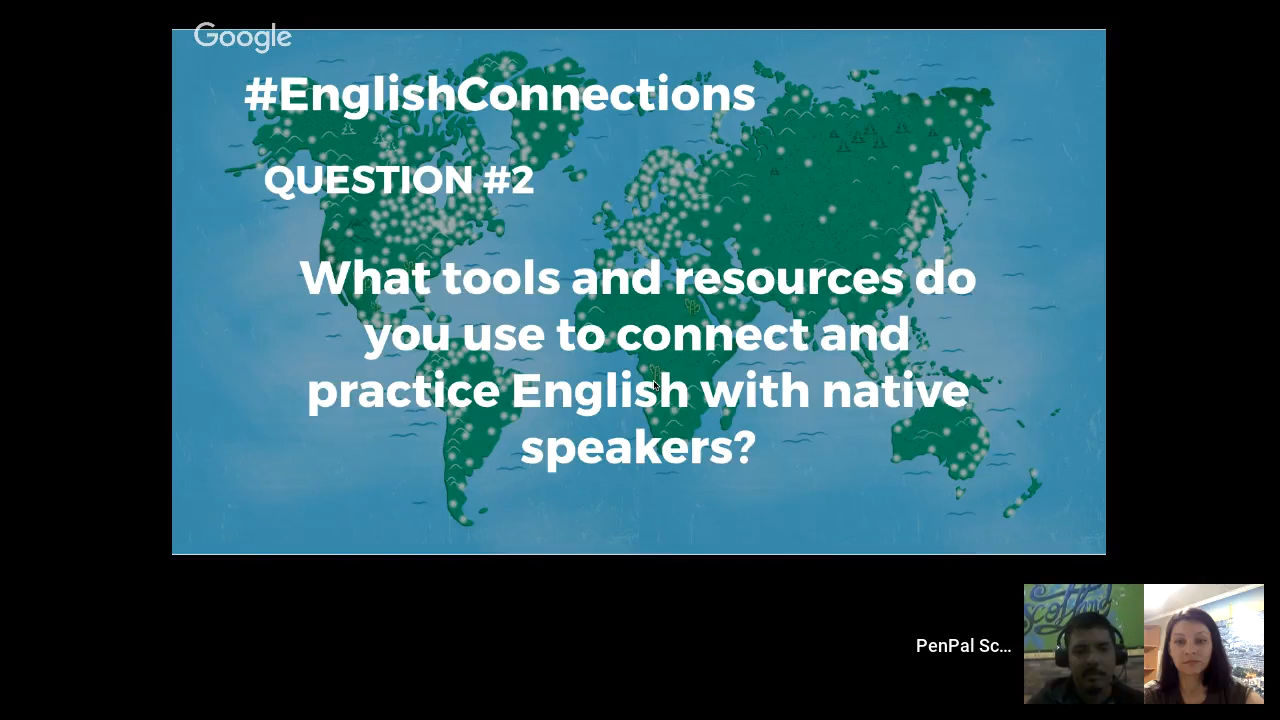 Google
#EnglishConnections
QUESTION #2
What tools and resources do
you use to connect and
practice English with native
speakers?
PenPal Sc...
Scotland